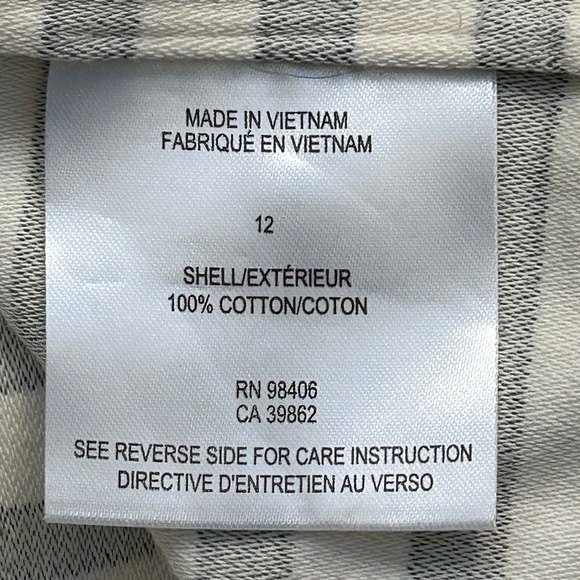 MADE IN VIETNAM
FABRIQUÉ EN VIETNAM
12
SHELL/EXTÉRIEUR
100% COTTON/COTON
RN 98406
CA 39862
SEE REVERSE SIDE FOR CARE INSTRUCTION
DIRECTIVE D'ENTRETIEN AU VERSO